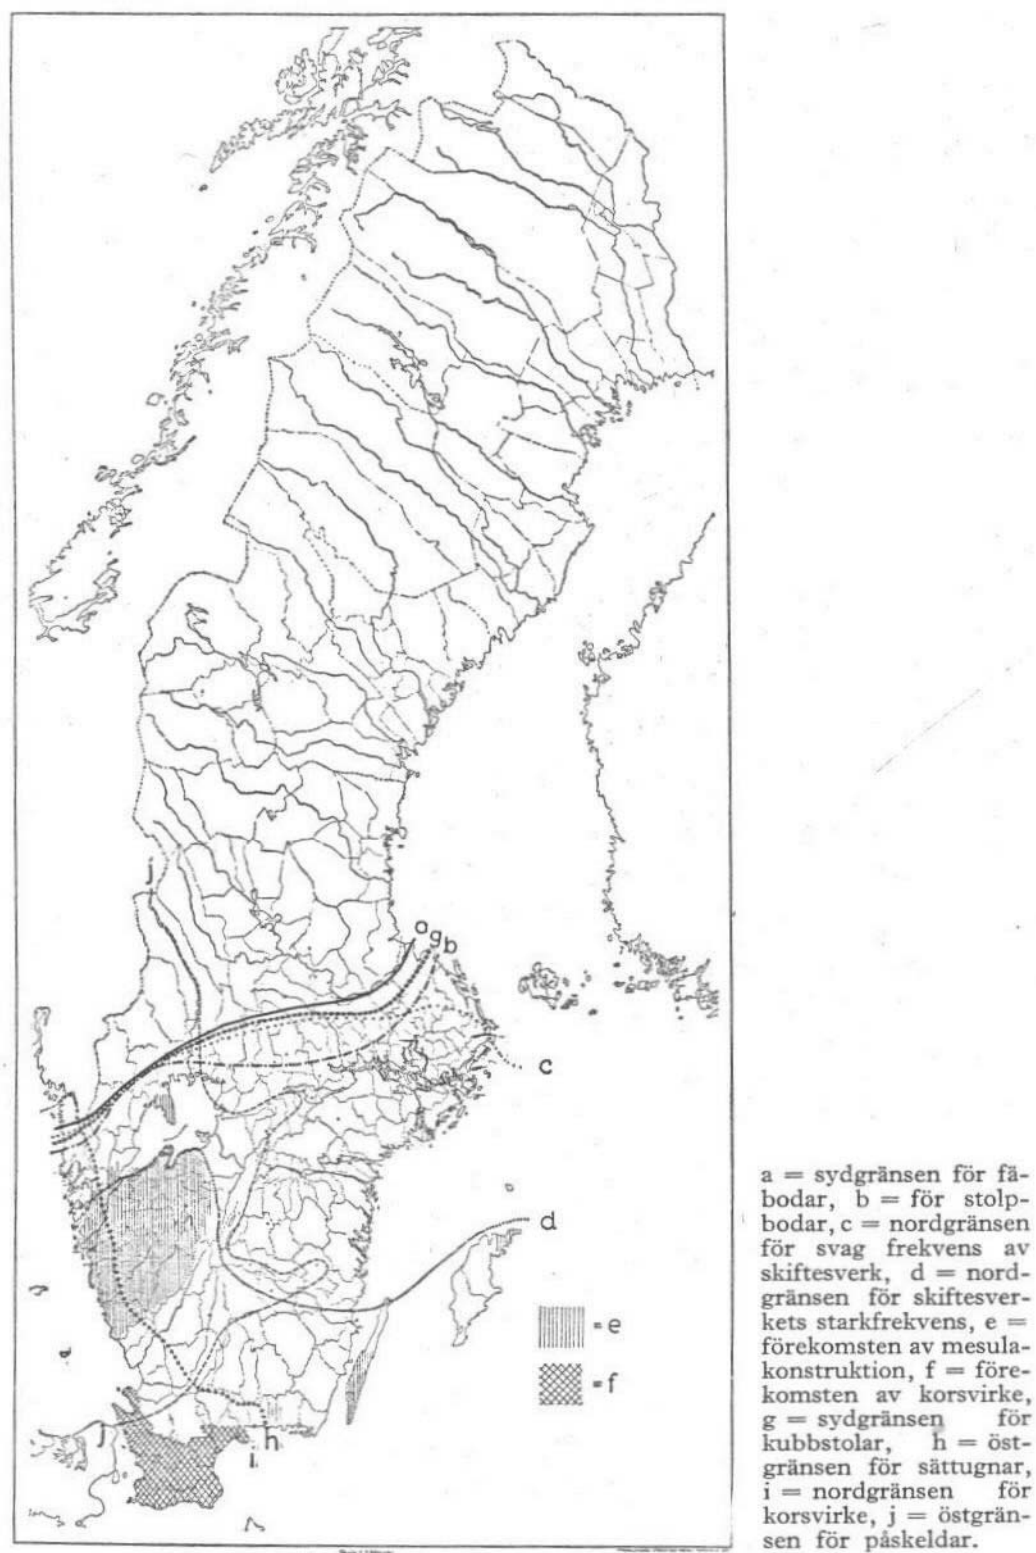 j
a
g
b
c
d
= e
= f
j
i
h
a = sydgränsen för fä-
bodar, b = för stolp-
bodar, c = nordgränsen
för svag frekvens av
skiftesverk, d = nord-
gränsen för skiftesver-
kets starkfrekvens, e =
förekomsten av mesula-
konstruktion, f = före-
komsten av korsvirke,
g = sydgränsen för
kubbstolar, h = öst-
gränsen för sättugnar,
i = nordgränsen för
korsvirke, j = östgrän-
sen för påskeldar.